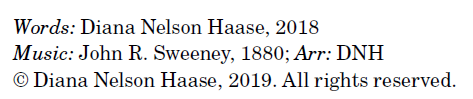 Words: Diana Nelson Haase, 2018
Music: John R. Sweeney, 1880; Arr: DNH
© Diana Nelson Haase, 2019. All rights reserved.